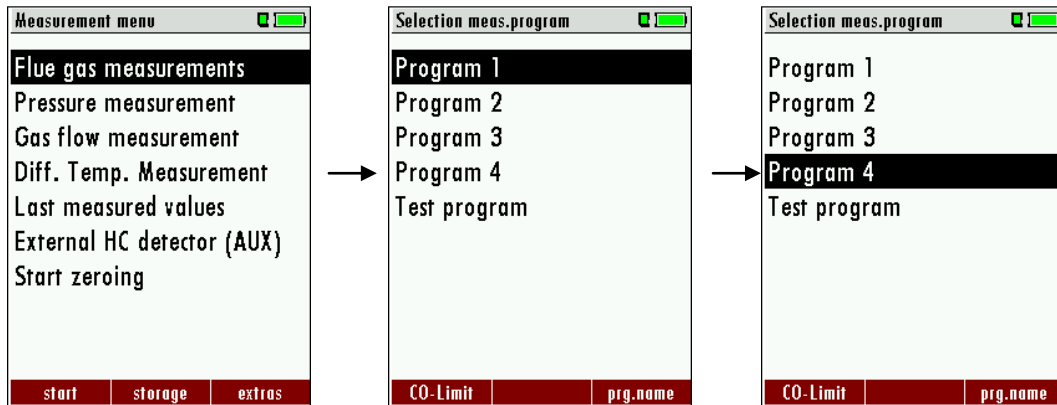 Measurement menu
Flue gas measurements
Pressure measurement
Gas flow measurement
Diff. Temp. Measurement
Last measured values
External HC detector (AUX)
Start zeroing
start storage extras
Selection meas.program
Program 1
Program 2
Program 3
Program 4
Test program
CO-Limit prg.name
Selection meas.program
Program 1
Program 2
Program 3
Program 4
Test program
CO-Limit prg.name